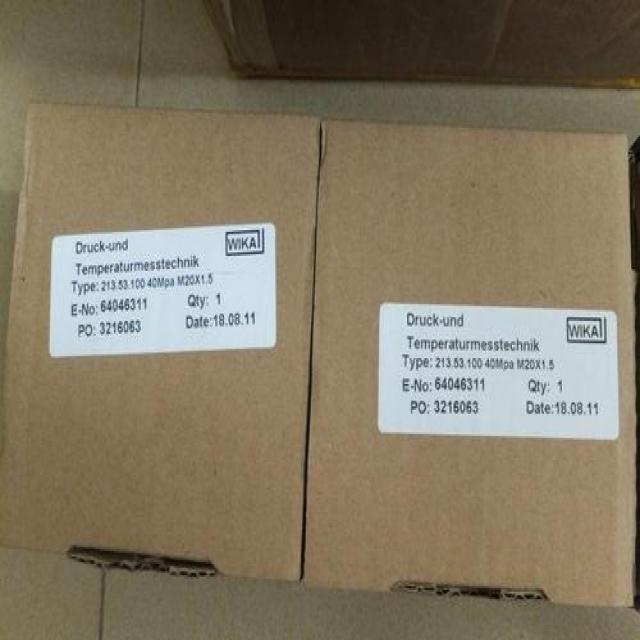 Druck-und
WIKA
Temperaturmesstechnik
Type: 213.53.100 40Mpa M20X1.5
E-No: 64046311 Qty: 1
PO: 3216063 Date:18.08.11
Druck-und
WIKA
Temperaturmesstechnik
Type: 213.53.100 40Mpa M20X1.5
E-No: 64046311 Qty: 1
PO: 3216063 Date:18.08.11